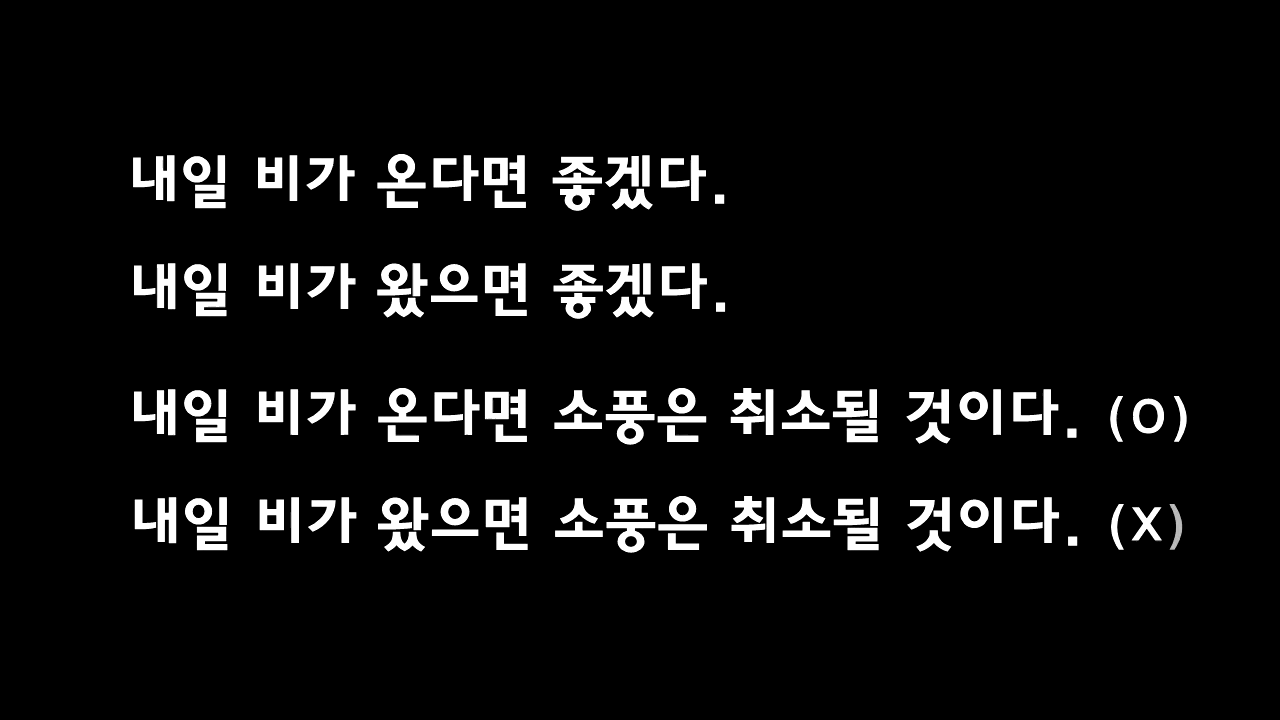 내일 비가 온다면 좋겠다.
내일 비가 왔으면 좋겠다.
내일 비가 온다면 소풍은 취소될 것이다. (O)
내일 비가 왔으면 소풍은 취소될 것이다. (X)